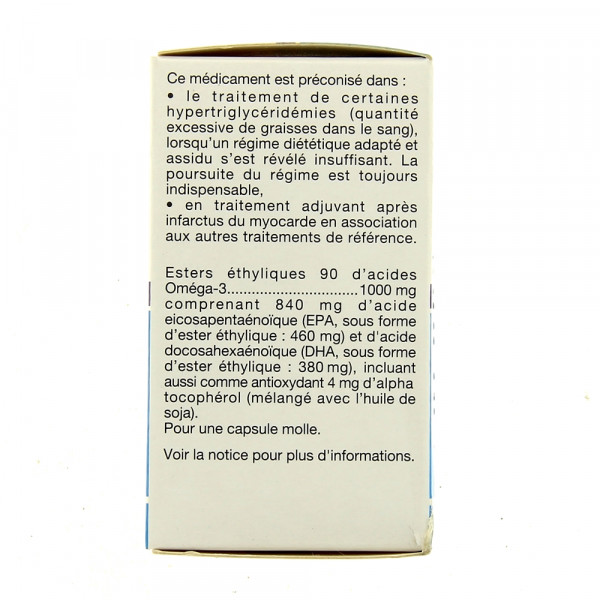 Ce médicament est préconisé dans :
• le traitement de certaines
hypertriglycéridémies (quantité
excessive de graisses dans le sang),
lorsqu'un régime diététique adapté et
assidu s'est révélé insuffisant. La
poursuite du régime est toujours
indispensable,
• en traitement adjuvant après
infarctus du myocarde en association
aux autres traitements de référence.
Esters éthyliques 90 d'acides
Oméga-3................................1000 mg
comprenant 840 mg d'acide
eicosapentaénoïque (EPA, sous forme
d'ester éthylique : 460 mg) et d'acide
docosahexaénoïque (DHA, sous forme
d'ester éthylique : 380 mg), incluant
aussi comme antioxydant 4 mg d'alpha
tocophérol (mélangé avec l'huile de
soja).
Pour une capsule molle.
Voir la notice pour plus d'informations.